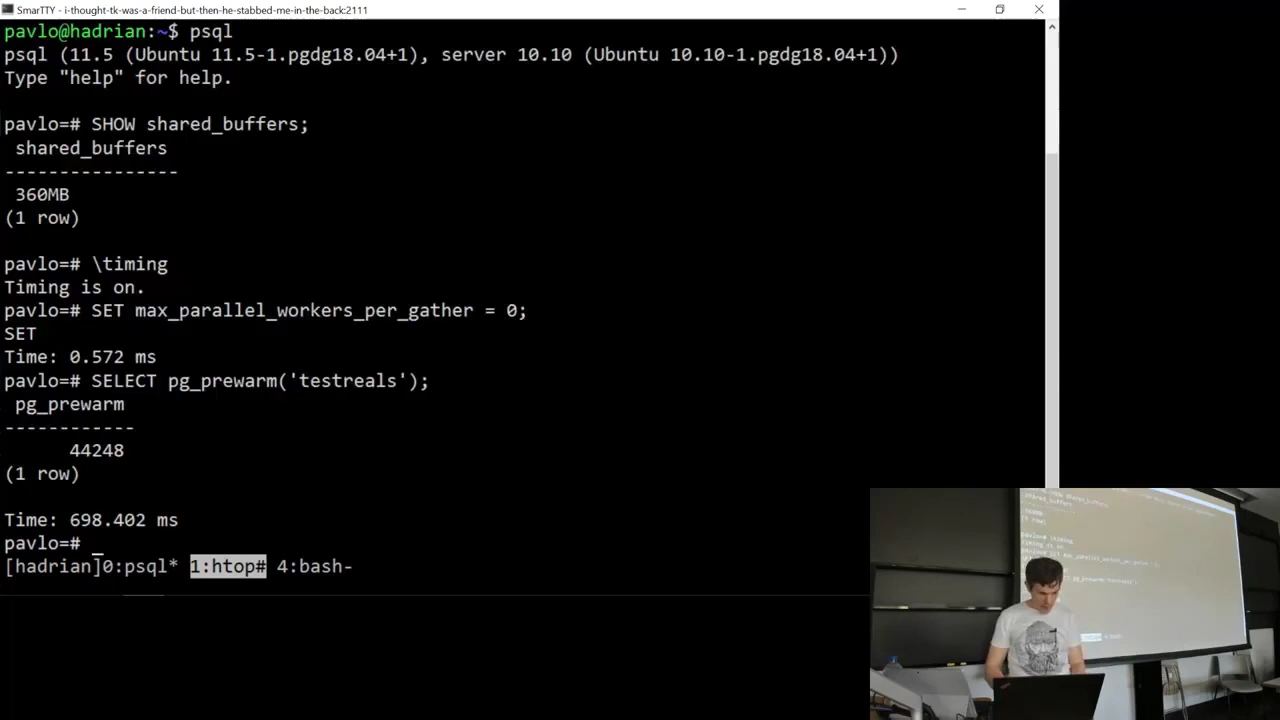 SmarTTY - i-thought-tk-was-a-friend-but-then-he-stabbed-me-in-the-back:2111
pavlo@hadrian:~$ psql
psql (11.5 (Ubuntu 11.5-1.pgdg18.04+1), server 10.10 (Ubuntu 10.10-1.pgdg18.04+1))
Type "help" for help.
pavlo=# SHOW shared_buffers;
shared_buffers
----------------
360MB
(1 row)
pavlo=# \timing
Timing is on.
pavlo=# SET max_parallel_workers_per_gather = 0;
SET
Time: 0.572 ms
pavlo=# SELECT pg_prewarm('testreals');
pg_prewarm
------------
44248
(1 row)
Time: 698.402 ms
pavlo=# _
[hadrian]0:psql* 1:htop# 4:bash-